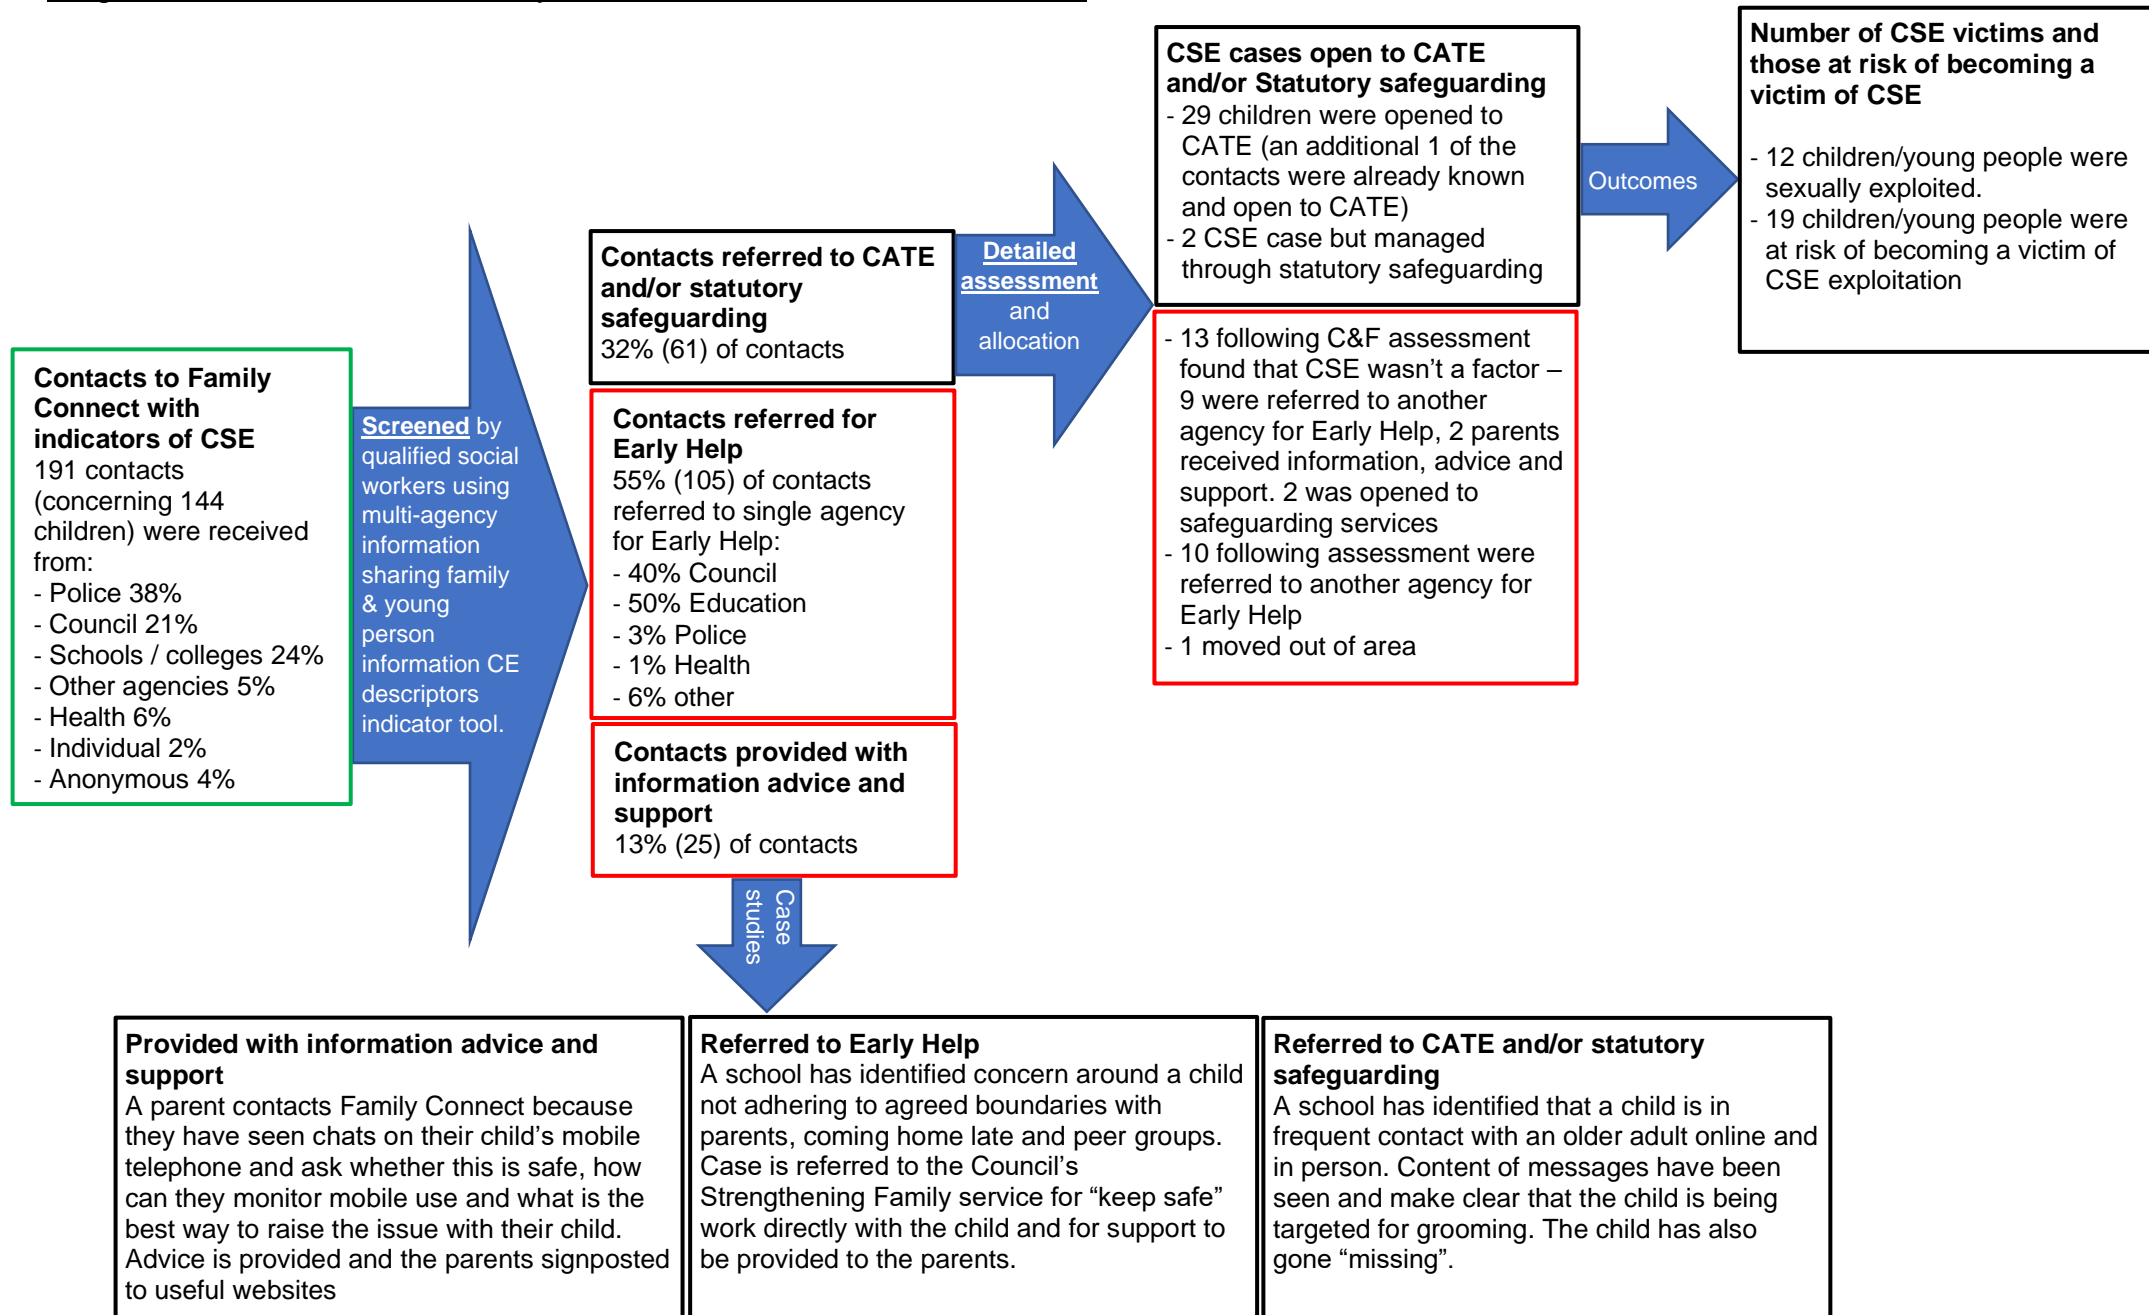 Contacts to Family
Connect with
indicators of CSE
191 contacts
(concerning 144
children) were received
from:
- Police 38%
- Council 21%
- Schools / colleges 24%
- Other agencies 5%
- Health 6%
- Individual 2%
- Anonymous 4%
Screened by
qualified social
workers using
multi-agency
information
sharing family
& young
person
information CE
descriptors
indicator tool.
Contacts referred to CATE
and/or statutory
safeguarding
32% (61) of contacts
Contacts referred for
Early Help
55% (105) of contacts
referred to single agency
for Early Help:
- 40% Council
- 50% Education
- 3% Police
- 1% Health
- 6% other
Contacts provided with
information advice and
support
13% (25) of contacts
Detailed
assessment
and
allocation
CSE cases open to CATE
and/or Statutory safeguarding
- 29 children were opened to
CATE (an additional 1 of the
contacts were already known
and open to CATE)
- 2 CSE case but managed
through statutory safeguarding
- 13 following C&F assessment
found that CSE wasn’t a factor –
9 were referred to another
agency for Early Help, 2 parents
received information, advice and
support. 2 was opened to
safeguarding services
- 10 following assessment were
referred to another agency for
Early Help
- 1 moved out of area
Outcomes
Number of CSE victims and
those at risk of becoming a
victim of CSE
- 12 children/young people were
sexually exploited.
- 19 children/young people were
at risk of becoming a victim of
CSE exploitation
Case
studies
Provided with information advice and
support
A parent contacts Family Connect because
they have seen chats on their child’s mobile
telephone and ask whether this is safe, how
can they monitor mobile use and what is the
best way to raise the issue with their child.
Advice is provided and the parents signposted
to useful websites
Referred to Early Help
A school has identified concern around a child
not adhering to agreed boundaries with
parents, coming home late and peer groups.
Case is referred to the Council’s
Strengthening Family service for “keep safe”
work directly with the child and for support to
be provided to the parents.
Referred to CATE and/or statutory
safeguarding
A school has identified that a child is in
frequent contact with an older adult online and
in person. Content of messages have been
seen and make clear that the child is being
targeted for grooming. The child has also
gone “missing”.